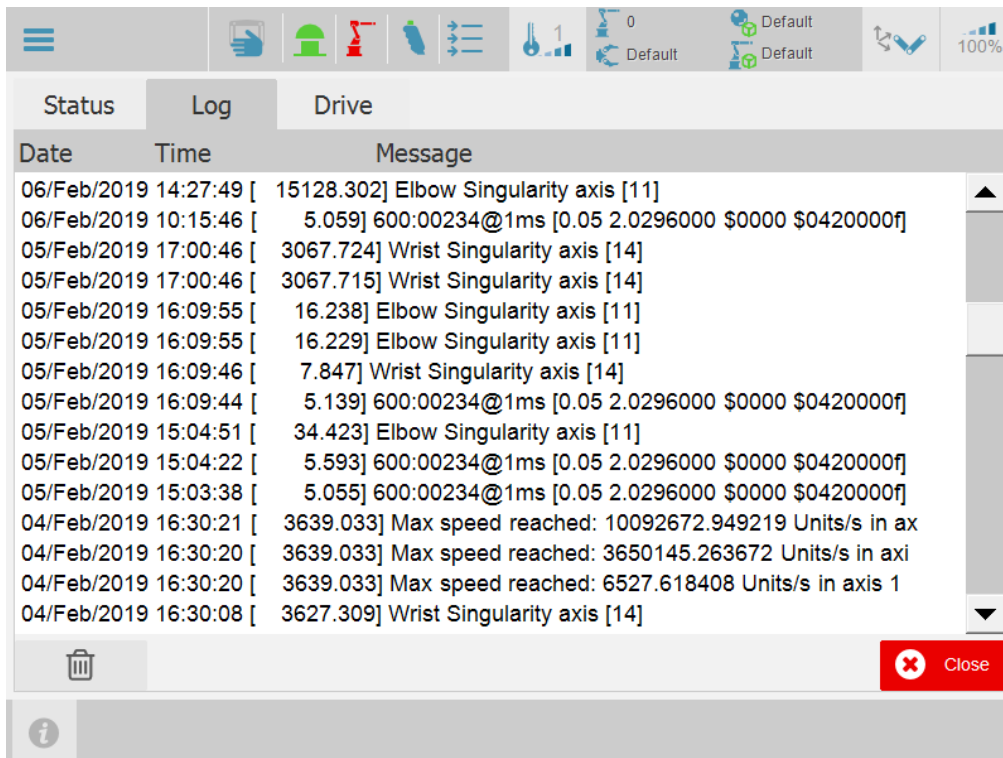 1
0
Default
Default
Default
100%
Status Log Drive
Date Time Message
06/Feb/2019 14:27:49 [ 15128.302] Elbow Singularity axis [11]
06/Feb/2019 10:15:46 [ 5.059] 600:00234@1ms [0.05 2.0296000 $0000 $0420000f]
05/Feb/2019 17:00:46 [ 3067.724] Wrist Singularity axis [14]
05/Feb/2019 17:00:46 [ 3067.715] Wrist Singularity axis [14]
05/Feb/2019 16:09:55 [ 16.238] Elbow Singularity axis [11]
05/Feb/2019 16:09:55 [ 16.229] Elbow Singularity axis [11]
05/Feb/2019 16:09:46 [ 7.847] Wrist Singularity axis [14]
05/Feb/2019 16:09:44 [ 5.139] 600:00234@1ms [0.05 2.0296000 $0000 $0420000f]
05/Feb/2019 15:04:51 [ 34.423] Elbow Singularity axis [11]
05/Feb/2019 15:04:22 [ 5.593] 600:00234@1ms [0.05 2.0296000 $0000 $0420000f]
05/Feb/2019 15:03:38 [ 5.055] 600:00234@1ms [0.05 2.0296000 $0000 $0420000f]
04/Feb/2019 16:30:21 [ 3639.033] Max speed reached: 10092672.949219 Units/s in ax
04/Feb/2019 16:30:20 [ 3639.033] Max speed reached: 3650145.263672 Units/s in axi
04/Feb/2019 16:30:20 [ 3639.033] Max speed reached: 6527.618408 Units/s in axis 1
04/Feb/2019 16:30:08 [ 3627.309] Wrist Singularity axis [14]
Close